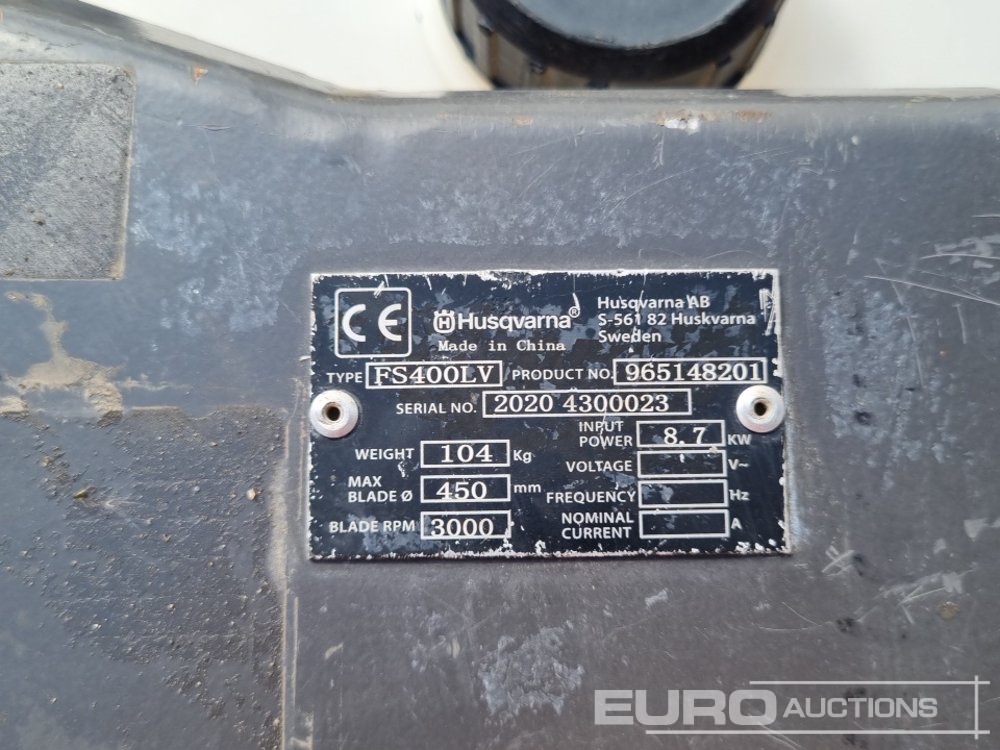 CE
Husqvarna®
Made in China
Husqvarna AB
S-561 82 Huskvarna
Sweden
TYPE FS400LV PRODUCT NO. 965148201
SERIAL NO. 2020 4300023
WEIGHT 104 Kg
MAX BLADE Ø 450 mm
BLADE RPM 3000
INPUT POWER 8.7 KW
VOLTAGE V~
FREQUENCY Hz
NOMINAL CURRENT A
EURO AUCTIONS